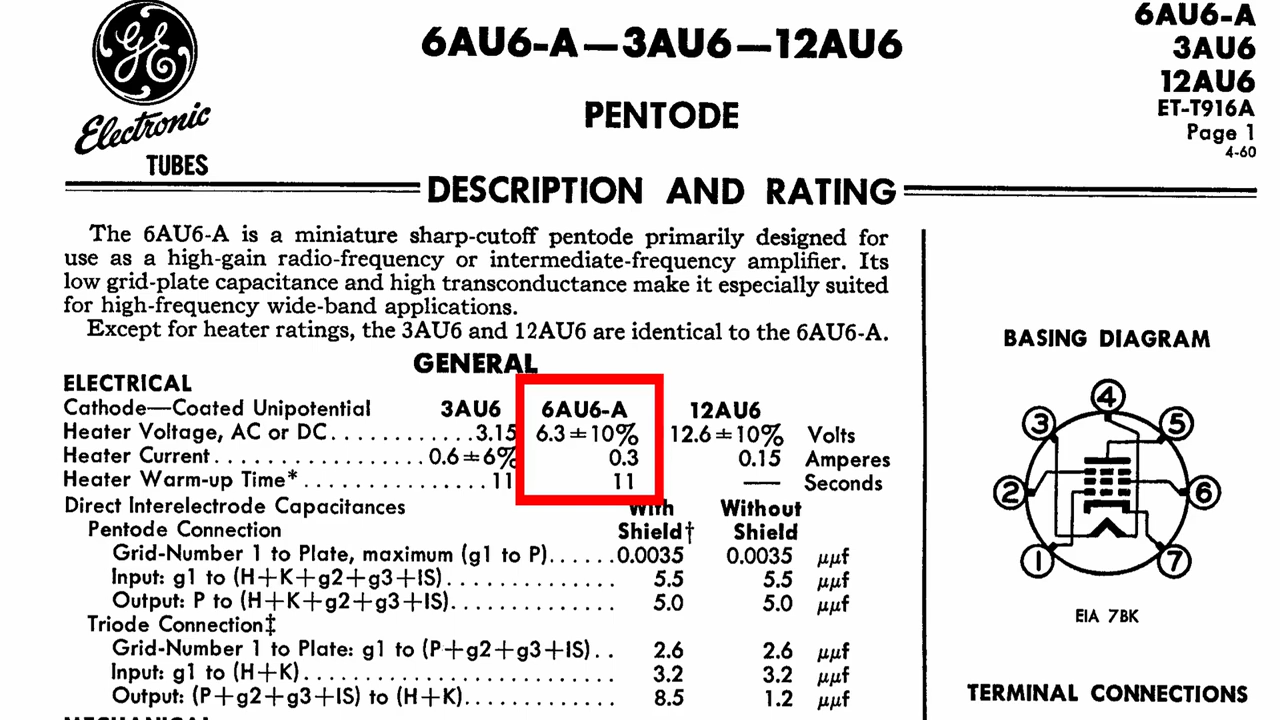 GE
Electronic
TUBES
6AU6-A—3AU6—12AU6
PENTODE
6AU6-A
3AU6
12AU6
ET-T916A
Page 1
4-60
DESCRIPTION AND RATING
The 6AU6-A is a miniature sharp-cutoff pentode primarily designed for
use as a high-gain radio-frequency or intermediate-frequency amplifier. Its
low grid-plate capacitance and high transconductance make it especially suited
for high-frequency wide-band applications.
Except for heater ratings, the 3AU6 and 12AU6 are identical to the 6AU6-A.
GENERAL
ELECTRICAL
Cathode—Coated Unipotential 3AU6 6AU6-A 12AU6
Heater Voltage, AC or DC............3.15 6.3±10% 12.6±10% Volts
Heater Current..................0.6±6% 0.3 0.15 Amperes
Heater Warm-up Time*................11 11 —— Seconds
Direct Interelectrode Capacitances With Without
Pentode Connection Shield† Shield
Grid-Number 1 to Plate, maximum (g1 to P)......0.0035 0.0035 μμf
Input: g1 to (H+K+g2+g3+IS)............... 5.5 5.5 μμf
Output: P to (H+K+g2+g3+IS).............. 5.0 5.0 μμf
Triode Connection‡
Grid-Number 1 to Plate: g1 to (P+g2+g3+IS).. 2.6 2.6 μμf
Input: g1 to (H+K)............................ 3.2 3.2 μμf
Output: (P+g2+g3+IS) to (H+K)............. 8.5 1.2 μμf
MECHANICAL
BASING DIAGRAM
4
3 5
2 6
1 7
EIA 7BK
TERMINAL CONNECTIONS